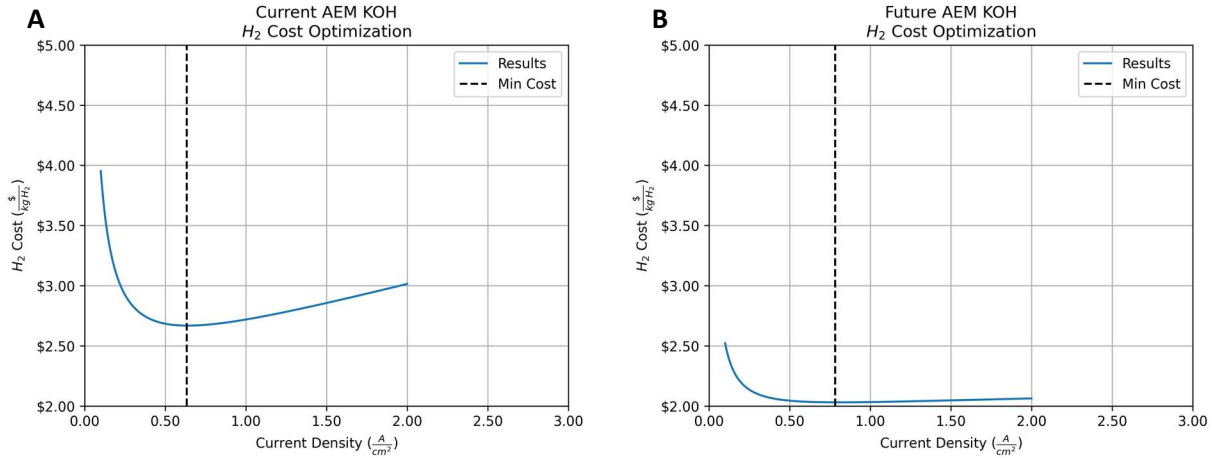 A
Current AEM KOH
H₂ Cost Optimization
$5.00
$4.50
$4.00
$3.50
$3.00
$2.50
$2.00
H₂ Cost ($/kg H₂)
Results
Min Cost
0.00 0.50 1.00 1.50 2.00 2.50 3.00
Current Density (A/cm²)
B
Future AEM KOH
H₂ Cost Optimization
$5.00
$4.50
$4.00
$3.50
$3.00
$2.50
$2.00
H₂ Cost ($/kg H₂)
Results
Min Cost
0.00 0.50 1.00 1.50 2.00 2.50 3.00
Current Density (A/cm²)